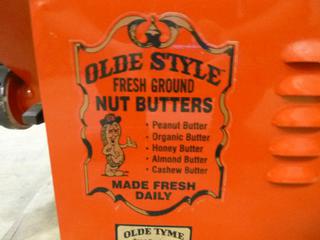 OLDE STYLE
FRESH GROUND
NUT BUTTERS
• Peanut Butter
• Organic Butter
• Honey Butter
• Almond Butter
• Cashew Butter
MADE FRESH
DAILY
OLDE TYME